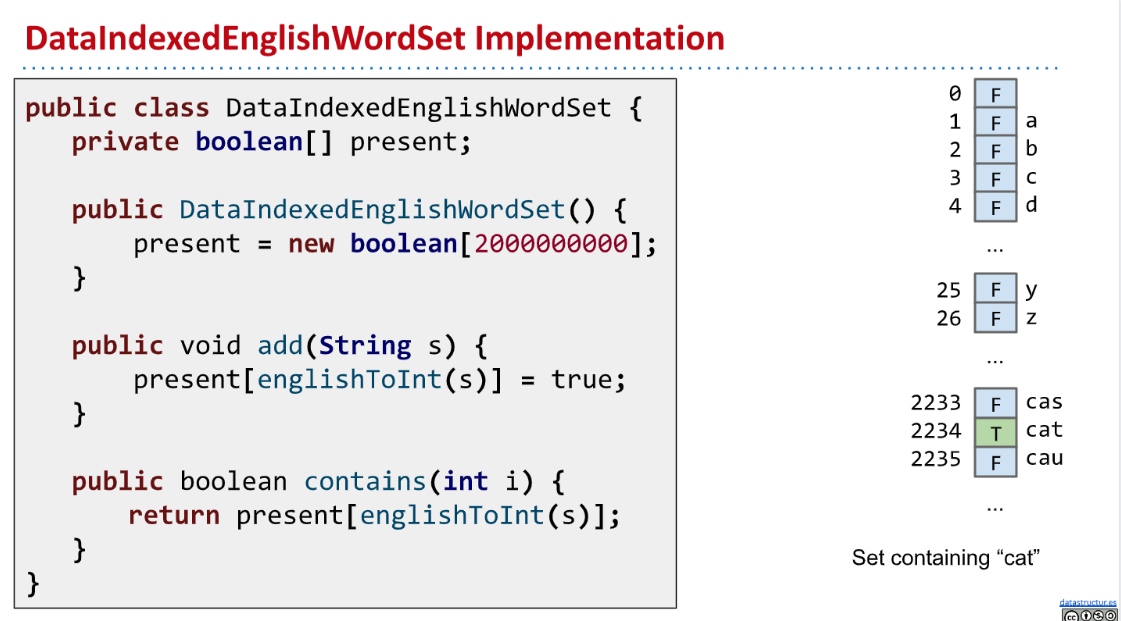 DataIndexedEnglishWordSet Implementation
public class DataIndexedEnglishWordSet {
private boolean[] present;
public DataIndexedEnglishWordSet() {
present = new boolean[2000000000];
}
public void add(String s) {
present[englishToInt(s)] = true;
}
public boolean contains(int i) {
return present[englishToInt(s)];
}
}
0 F
1 F a
2 F b
3 F c
4 F d
...
25 F y
26 F z
...
2233 F cas
2234 T cat
2235 F cau
...
Set containing “cat”
datastructur.es
cc